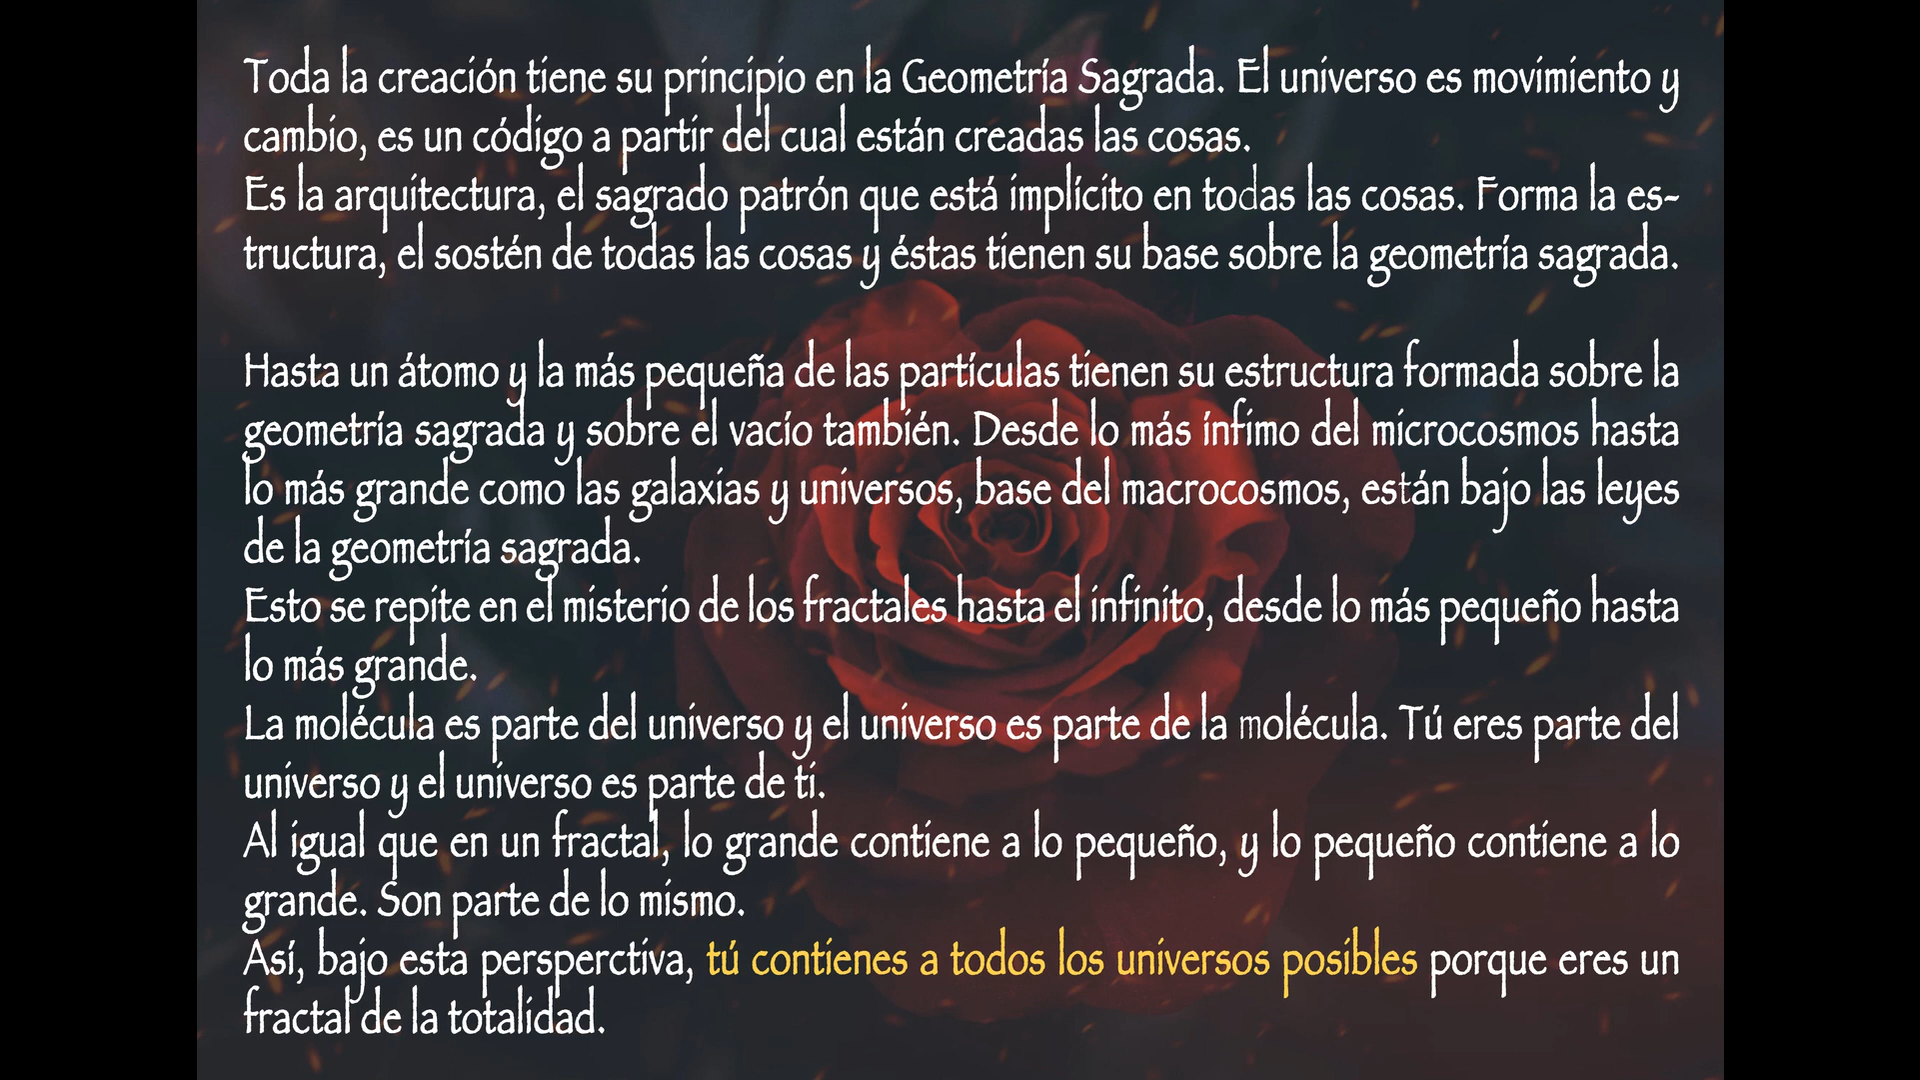 Toda la creación tiene su principio en la Geometría Sagrada. El universo es movimiento y
cambio, es un código a partir del cual están creadas las cosas.
Es la arquitectura, el sagrado patrón que está implícito en todas las cosas. Forma la es-
tructura, el sostén de todas las cosas y éstas tienen su base sobre la geometría sagrada.
Hasta un átomo y la más pequeña de las partículas tienen su estructura formada sobre la
geometría sagrada y sobre el vacío también. Desde lo más ínfimo del microcosmos hasta
lo más grande como las galaxias y universos, base del macrocosmos, están bajo las leyes
de la geometría sagrada.
Esto se repite en el misterio de los fractales hasta el infinito, desde lo más pequeño hasta
lo más grande.
La molécula es parte del universo y el universo es parte de la molécula. Tú eres parte del
universo y el universo es parte de ti.
Al igual que en un fractal, lo grande contiene a lo pequeño, y lo pequeño contiene a lo
grande. Son parte de lo mismo.
Así, bajo esta persperctiva, tú contienes a todos los universos posibles porque eres un
fractal de la totalidad.